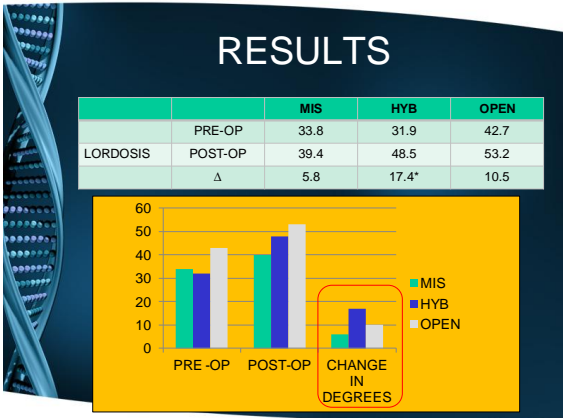 RESULTS
MIS HYB OPEN
PRE-OP 33.8 31.9 42.7
LORDOSIS POST-OP 39.4 48.5 53.2
Δ 5.8 17.4* 10.5
60
50
40
30
20
10
0
PRE -OP POST-OP CHANGE
IN
DEGREES
MIS
HYB
OPEN